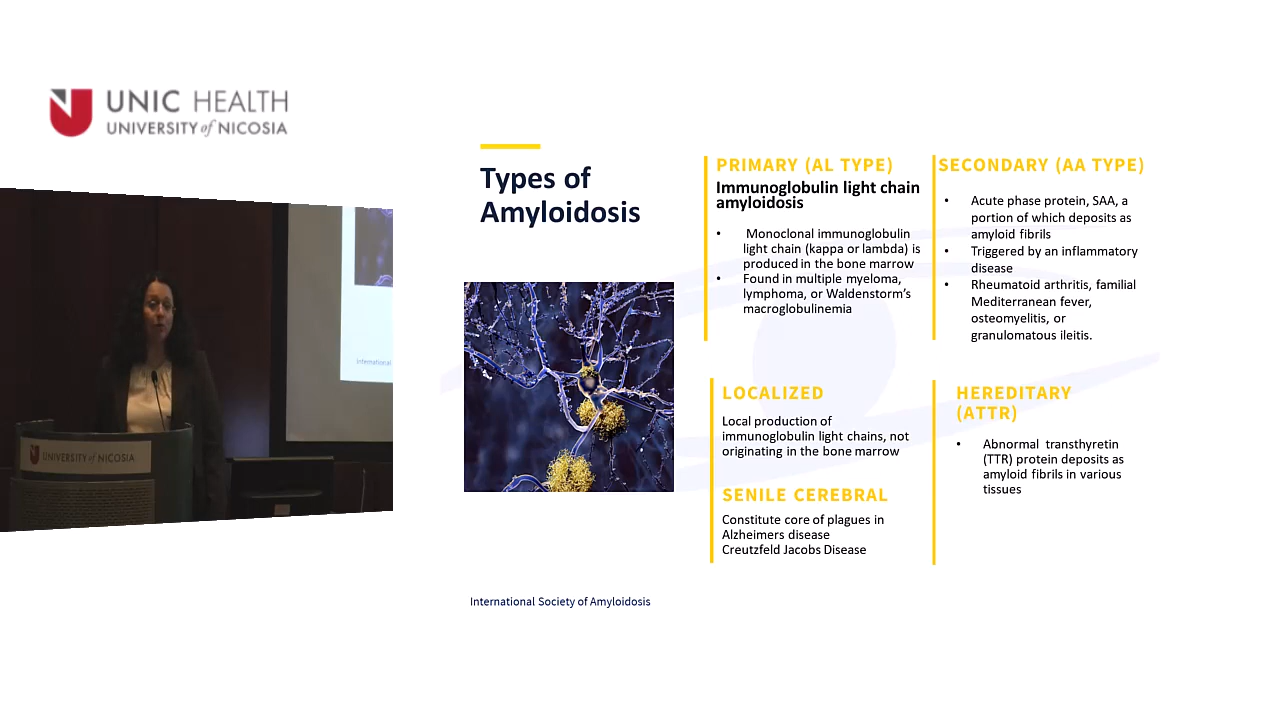 UNIC HEALTH
UNIVERSITY of NICOSIA
International
UNIVERSITY of NICOSIA
Types of
Amyloidosis
International Society of Amyloidosis
PRIMARY (AL TYPE)
Immunoglobulin light chain
amyloidosis
• Monoclonal immunoglobulin
light chain (kappa or lambda) is
produced in the bone marrow
• Found in multiple myeloma,
lymphoma, or Waldenstorm's
macroglobulinemia
SECONDARY (AA TYPE)
• Acute phase protein, SAA, a
portion of which deposits as
amyloid fibrils
• Triggered by an inflammatory
disease
• Rheumatoid arthritis, familial
Mediterranean fever,
osteomyelitis, or
granulomatous ileitis.
LOCALIZED
Local production of
immunoglobulin light chains, not
originating in the bone marrow
SENILE CEREBRAL
Constitute core of plagues in
Alzheimers disease
Creutzfeld Jacobs Disease
HEREDITARY
(ATTR)
• Abnormal transthyretin
(TTR) protein deposits as
amyloid fibrils in various
tissues